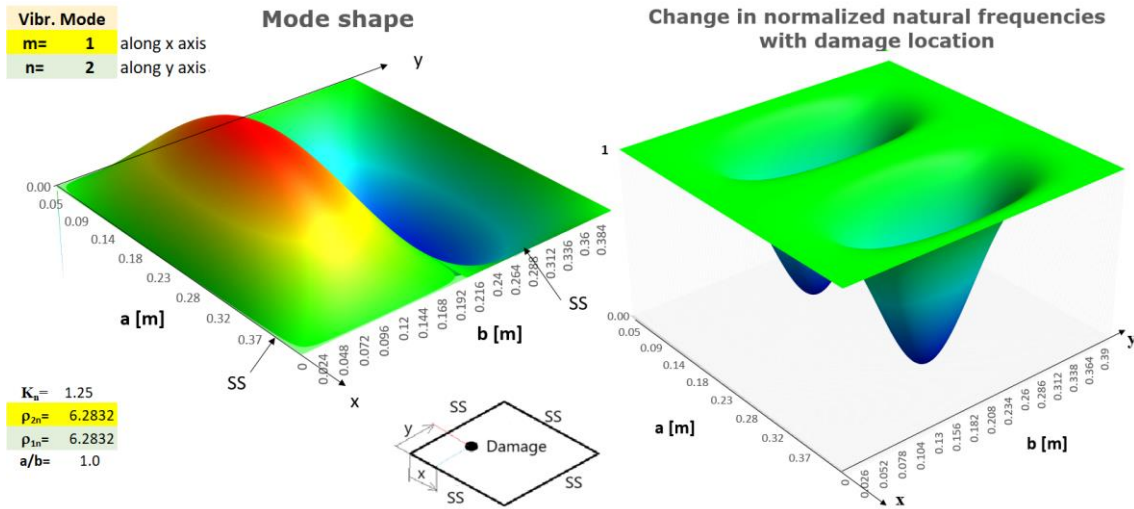 Vibr. Mode
m= 1 along x axis
n= 2 along y axis
Mode shape
y
0.00
0.05
0.09
0.14
0.18
0.23
0.28
0.32
0.37
a [m]
SS
0
0.024
0.048
0.072
0.096
0.12
0.144
0.168
0.192
0.216
0.24
0.264
0.288
0.312
0.336
0.36
0.384
b [m]
SS
x
Change in normalized natural frequencies
with damage location
1
0.00
0.05
0.09
0.14
0.18
0.23
0.28
0.32
0.37
a [m]
0
0.026
0.052
0.078
0.104
0.13
0.156
0.182
0.208
0.234
0.26
0.286
0.312
0.338
0.364
0.39
b [m]
y
x
Kn= 1.25
ρ2n= 6.2832
ρ1n= 6.2832
a/b= 1.0
SS
SS
y
Damage
x
SS
SS